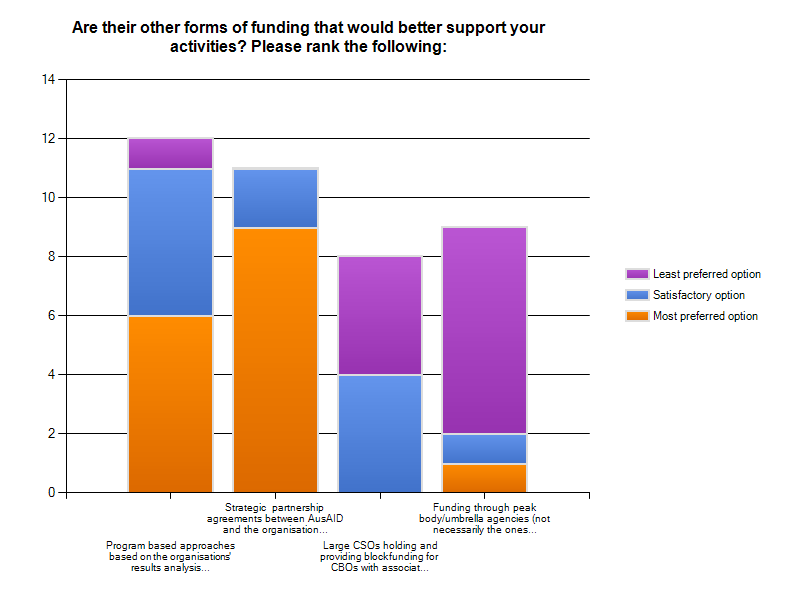 Are their other forms of funding that would better support your
activities? Please rank the following:
14
12
10
8
6
4
2
0
Least preferred option
Satisfactory option
Most preferred option
Program based approaches
based on the organisations'
results analysis...
Strategic partnership
agreements between AusAID
and the organisation...
Large CSOs holding and
providing blockfunding for
CBOs with associat...
Funding through peak
body/umbrella agencies (not
necessarily the ones...